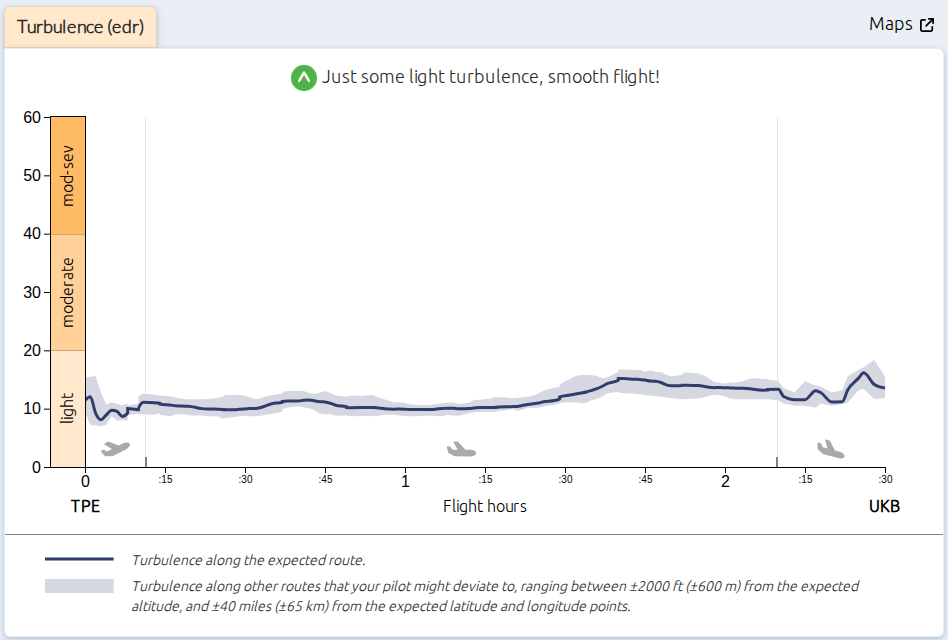 Turbulence (edr)
Maps
Just some light turbulence, smooth flight!
60
50
40
30
20
10
0
mod-sev
moderate
light
0 :15 :30 :45 1 :15 :30 :45 2 :15 :30
TPE Flight hours UKB
Turbulence along the expected route.
Turbulence along other routes that your pilot might deviate to, ranging between ±2000 ft (±600 m) from the expected
altitude, and ±40 miles (±65 km) from the expected latitude and longitude points.